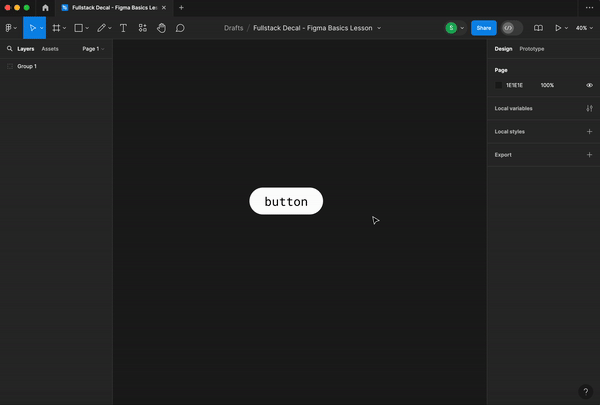 Fullstack Decal - Figma Basics Les
Drafts / Fullstack Decal - Figma Basics Lesson
S
Share
40%
Layers
Assets
Page 1
Design
Prototype
Group 1
Page
1E1E1E
100%
Local variables
Local styles
Export
button
?